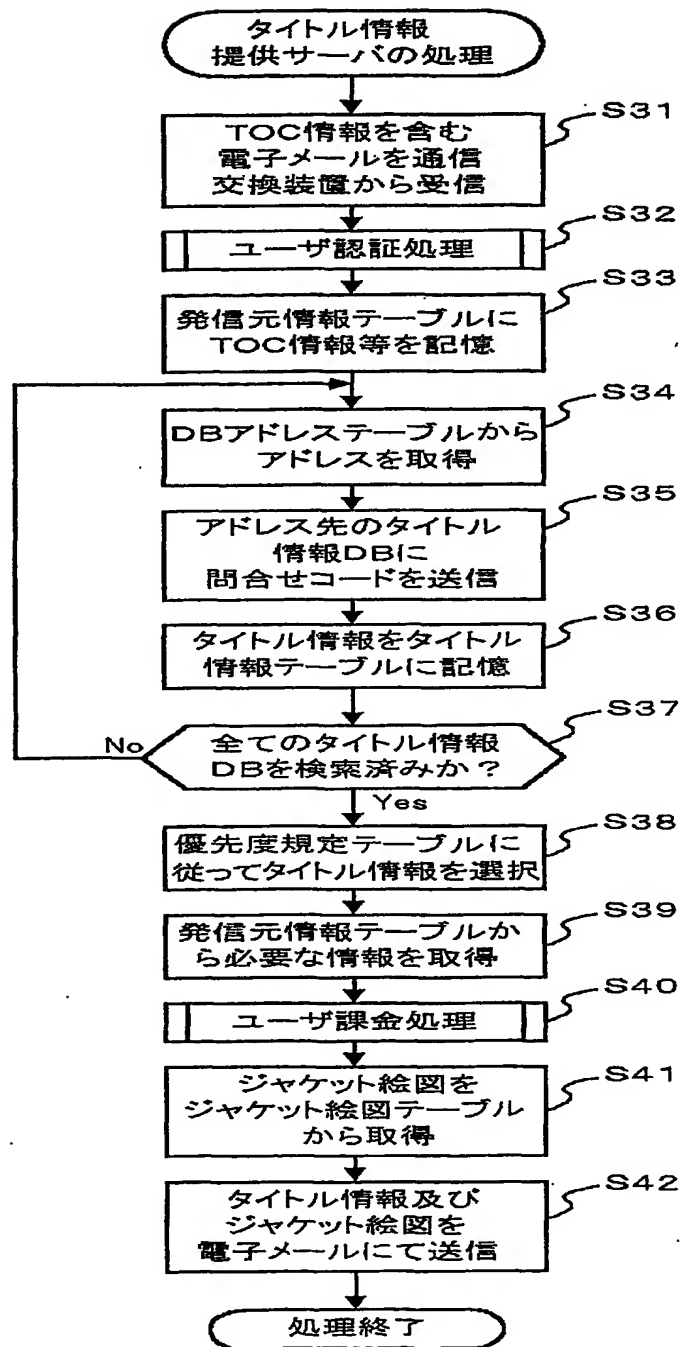 タイトル情報
提供サーバの処理
S31
TOC情報を含む
電子メールを通信
交換装置から受信
S32
ユーザ認証処理
S33
発信元情報テーブルに
TOC情報等を記憶
S34
DBアドレステーブルから
アドレスを取得
S35
アドレス先のタイトル
情報DBに
問合せコードを送信
S36
タイトル情報をタイトル
情報テーブルに記憶
S37
No
全てのタイトル情報
DBを検索済みか?
Yes
S38
優先度規定テーブルに
従ってタイトル情報を選択
S39
発信元情報テーブルか
ら必要な情報を取得
S40
ユーザ課金処理
S41
ジャケット絵図を
ジャケット絵図テーブル
から取得
S42
タイトル情報及び
ジャケット絵図を
電子メールにて送信
処理終了